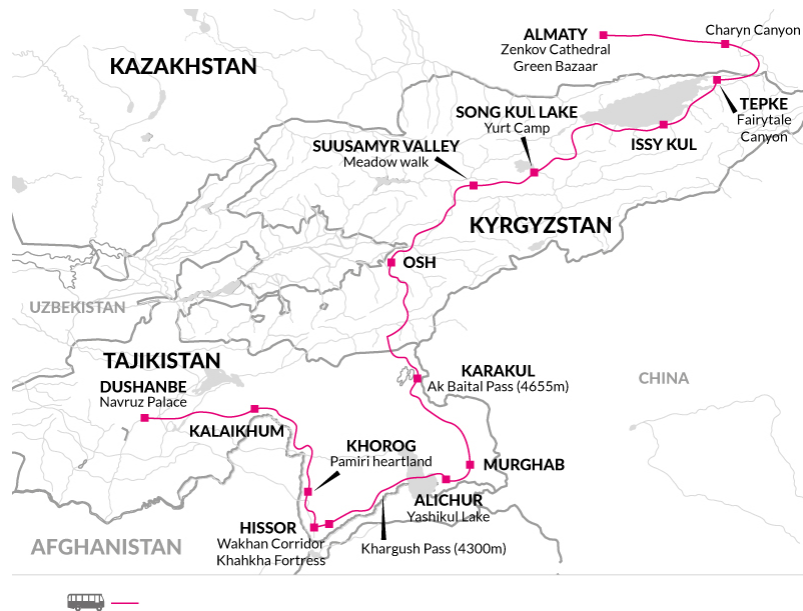 ALMATY
Zenkov Cathedral
Green Bazaar
Charyn Canyon
KAZAKHSTAN
TEPKE
Fairytale
Canyon
SONG KUL LAKE
Yurt Camp
ISSY KUL
SUUSAMYR VALLEY
Meadow walk
KYRGYZSTAN
OSH
UZBEKISTAN
TAJIKISTAN
DUSHANBE
Navruz Palace
KARAKUL
Ak Baital Pass (4655m)
CHINA
KALAIKHUM
KHOROG
Pamiri heartland
MURGHAB
ALICHUR
Yashikul Lake
HISSOR
Wakhan Corridor
Khahkha Fortress
Khargush Pass (4300m)
AFGHANISTAN